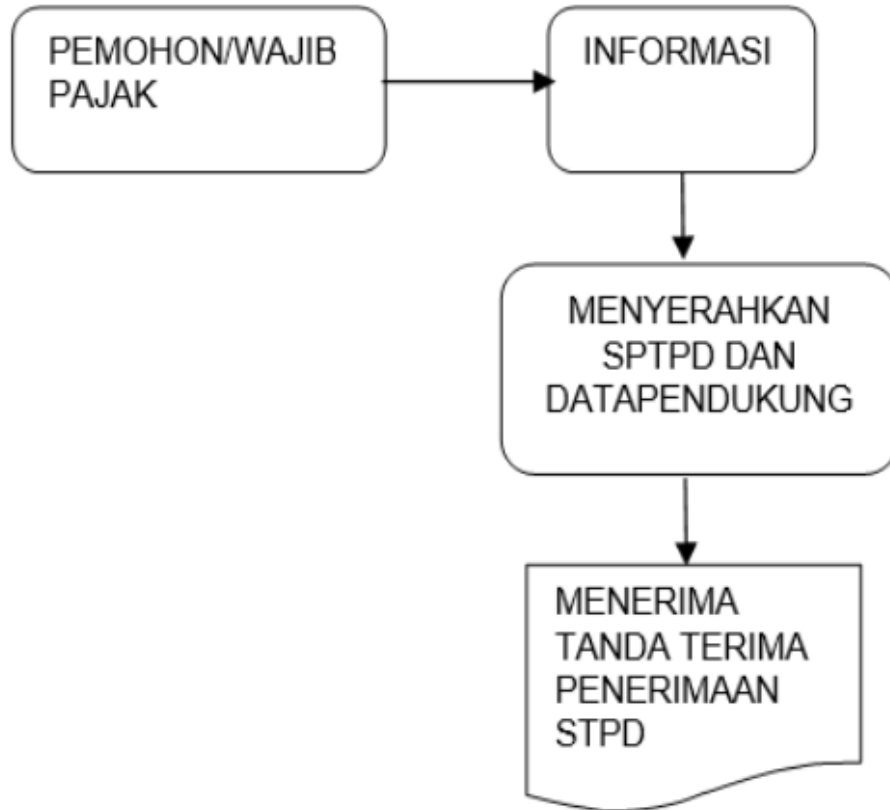 PEMOHON/WAJIB
PAJAK
INFORMASI
MENYERAHKAN
SPTPD DAN
DATAPENDUKUNG
MENERIMA
TANDA TERIMA
PENERIMAAN
STPD